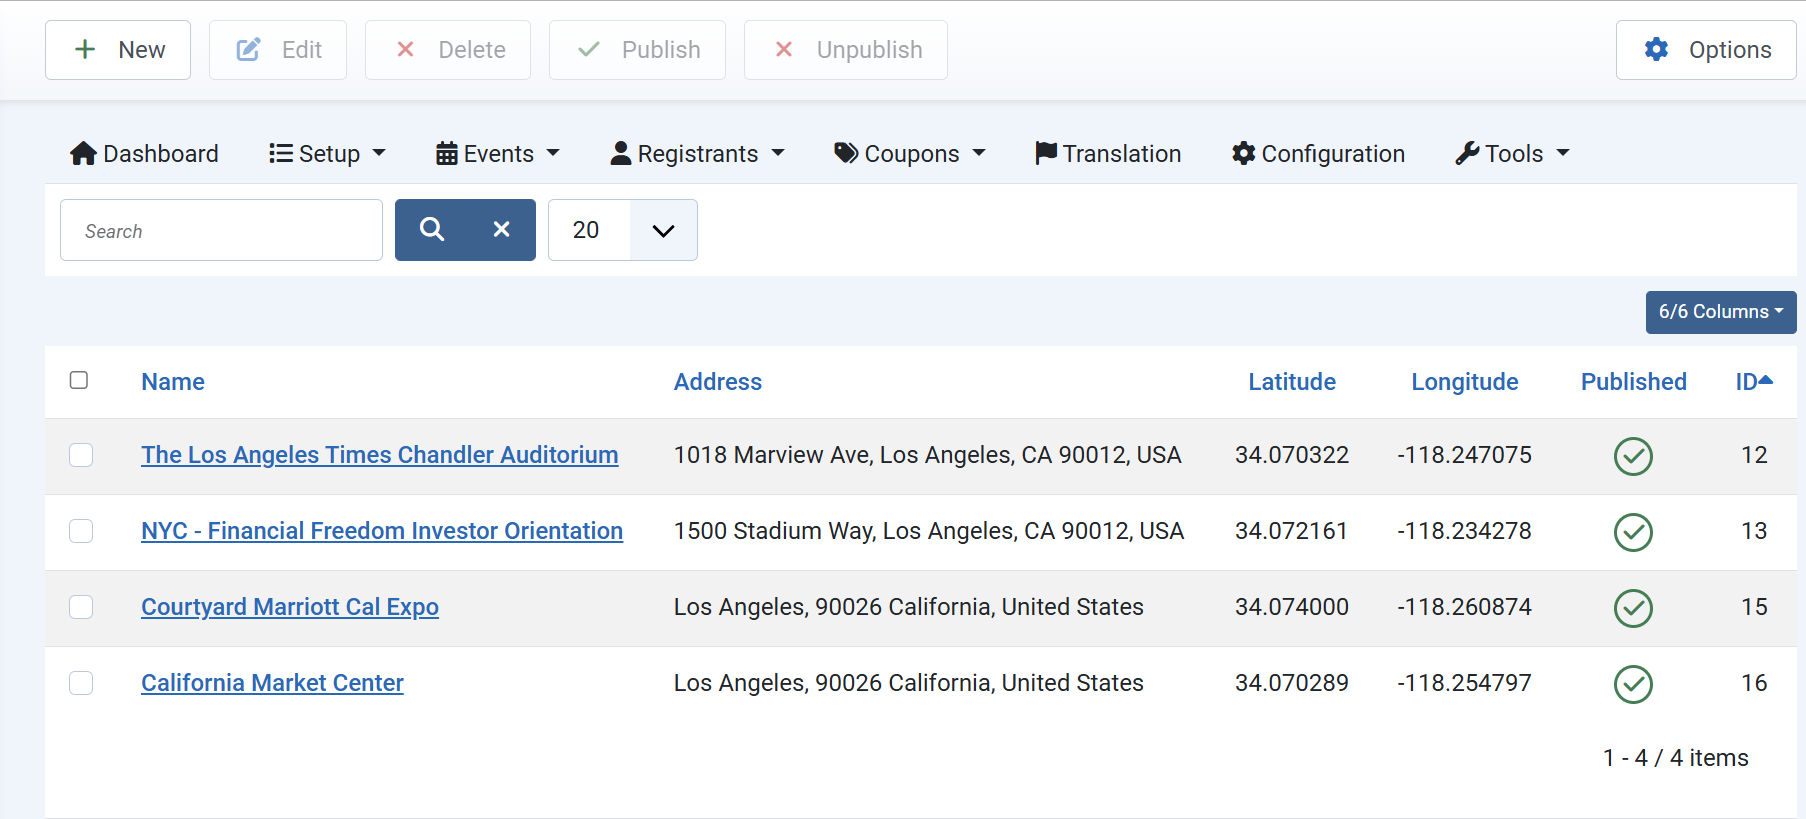 New Edit Delete Publish Unpublish Options
Dashboard Setup Events Registrants Coupons Translation Configuration Tools
Search 20
6/6 Columns
Name Address Latitude Longitude Published ID
The Los Angeles Times Chandler Auditorium 1018 Marview Ave, Los Angeles, CA 90012, USA 34.070322 -118.247075 12
NYC - Financial Freedom Investor Orientation 1500 Stadium Way, Los Angeles, CA 90012, USA 34.072161 -118.234278 13
Courtyard Marriott Cal Expo Los Angeles, 90026 California, United States 34.074000 -118.260874 15
California Market Center Los Angeles, 90026 California, United States 34.070289 -118.254797 16
1 - 4 / 4 items